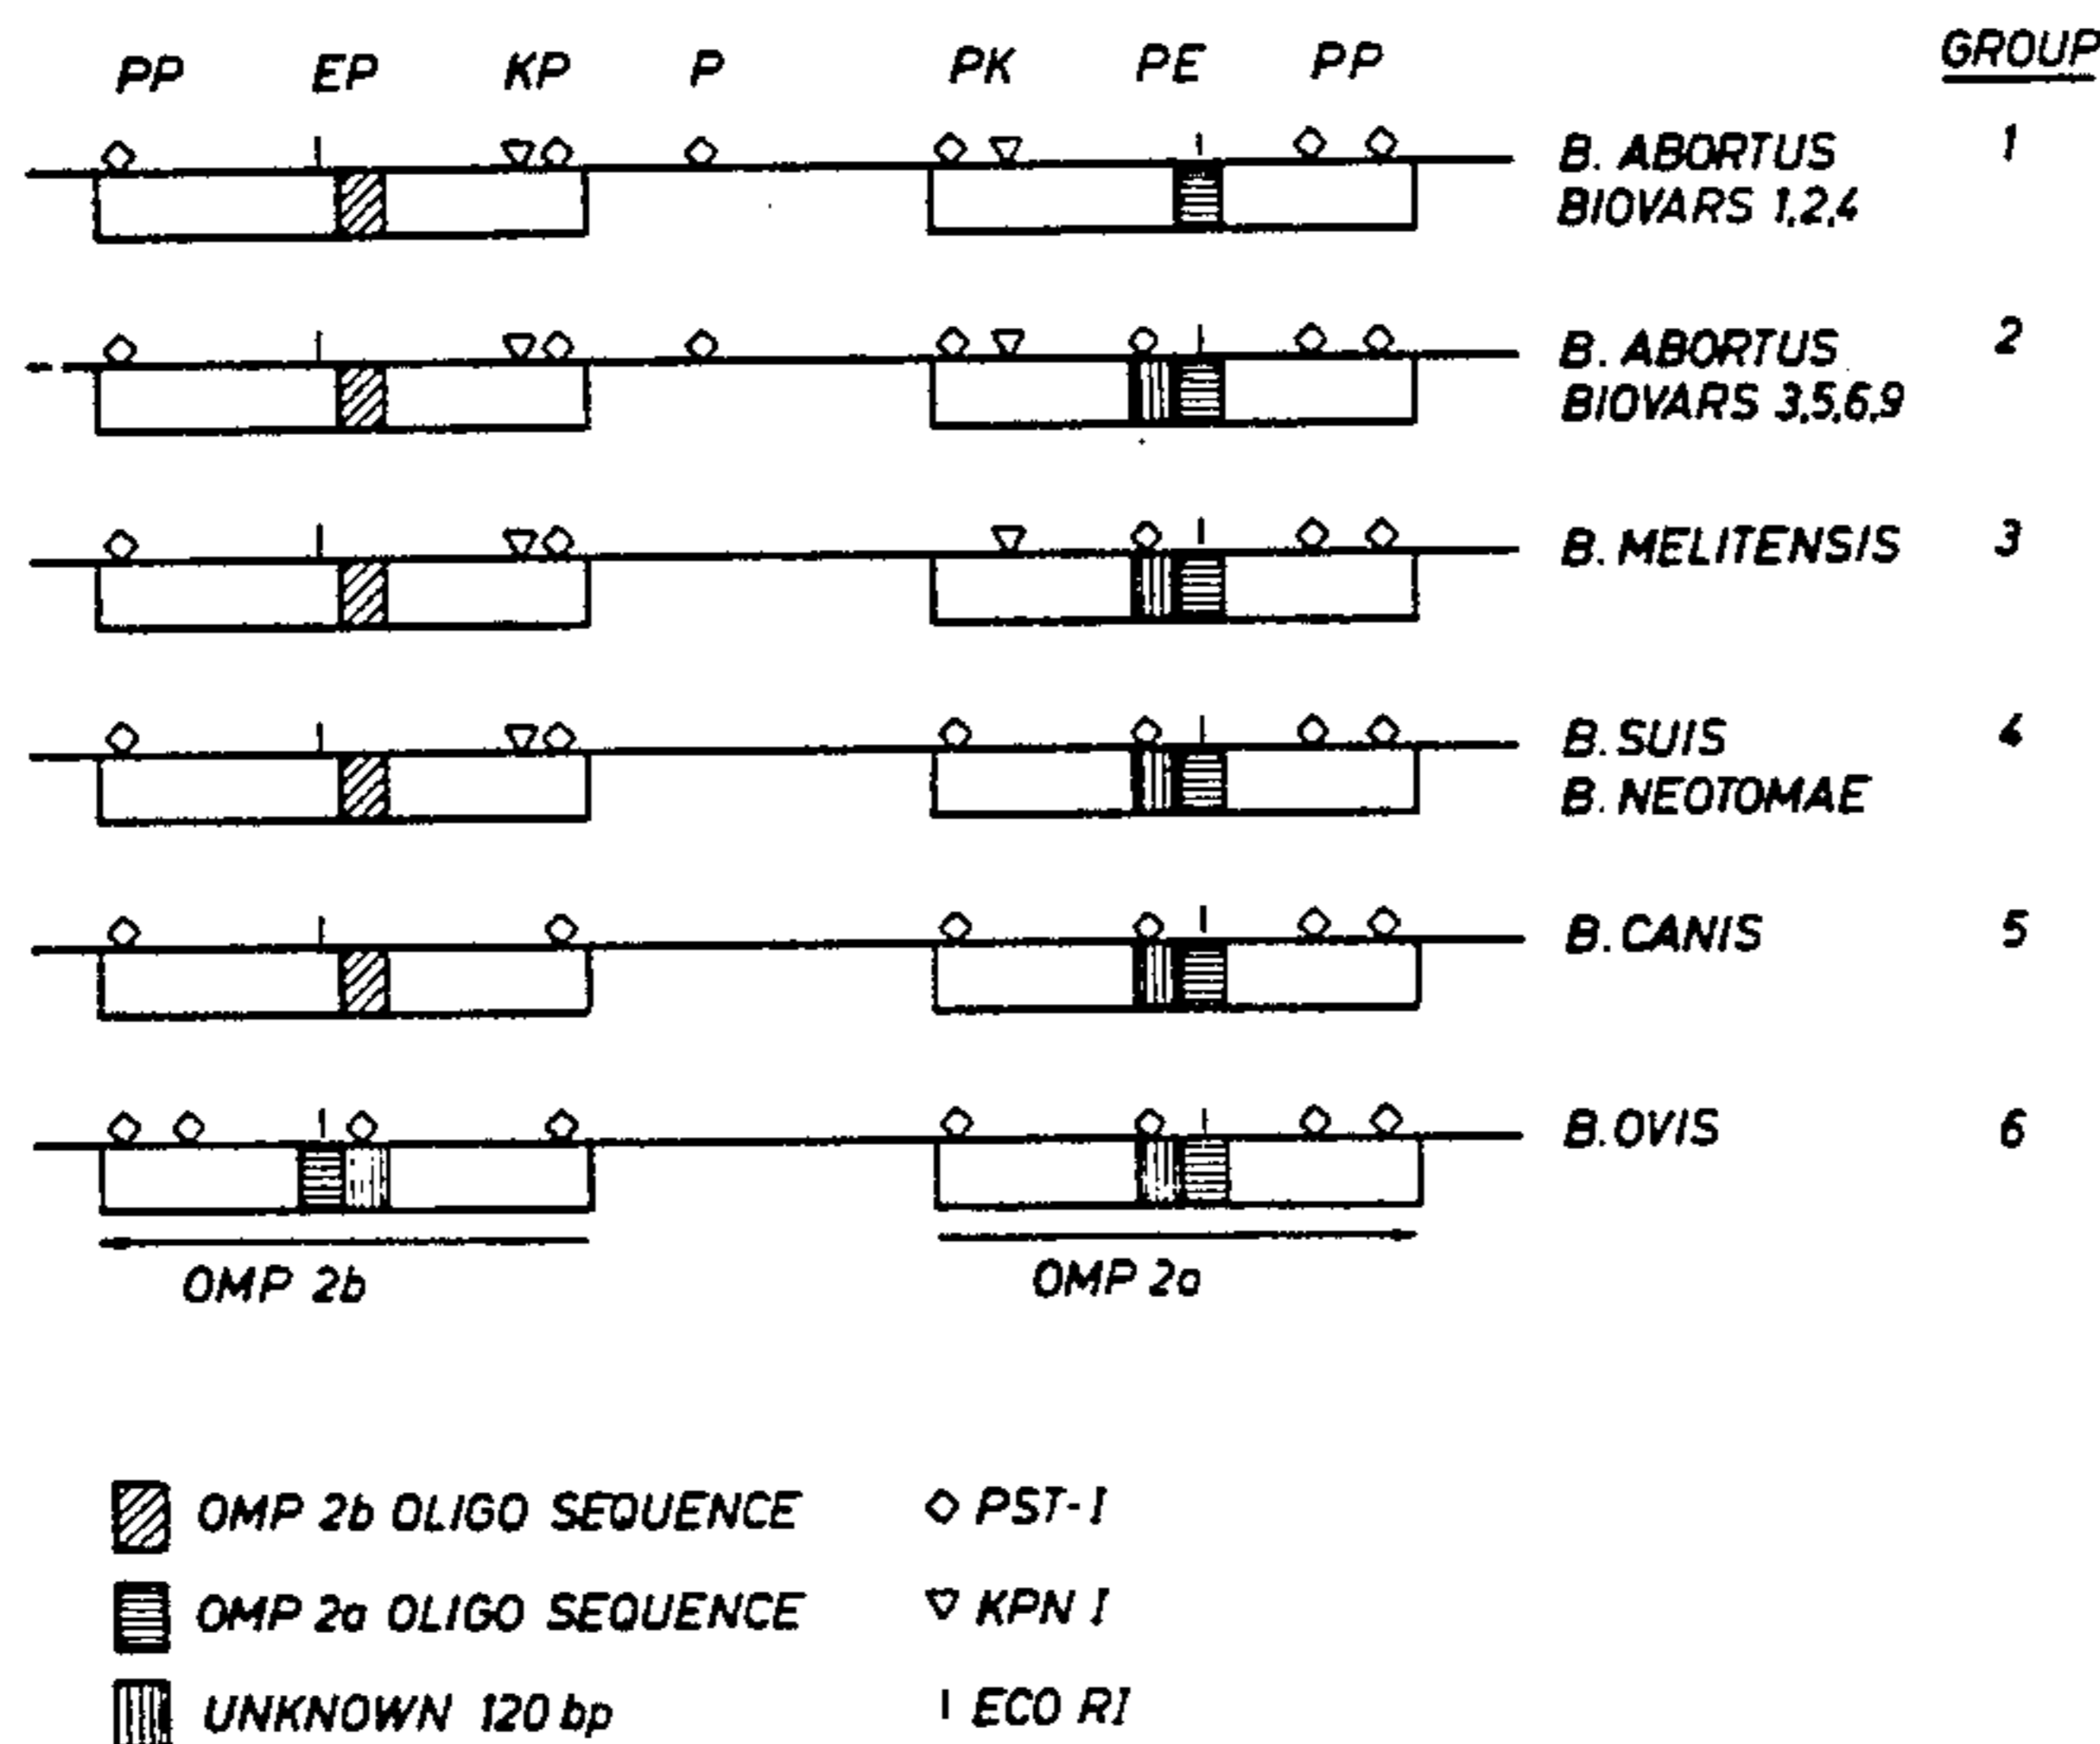 PP EP KP P PK PE PP GROUP
B. ABORTUS 1
BIOVARS 1,2,4
B. ABORTUS 2
BIOVARS 3,5,6,9
B. MELITENSIS 3
B. SUIS 4
B. NEOTOMAE
B. CANIS 5
B. OVIS 6
OMP 2b OMP 2a
OMP 2b OLIGO SEQUENCE PST-I
OMP 2a OLIGO SEQUENCE KPN I
UNKNOWN 120 bp ECO RI